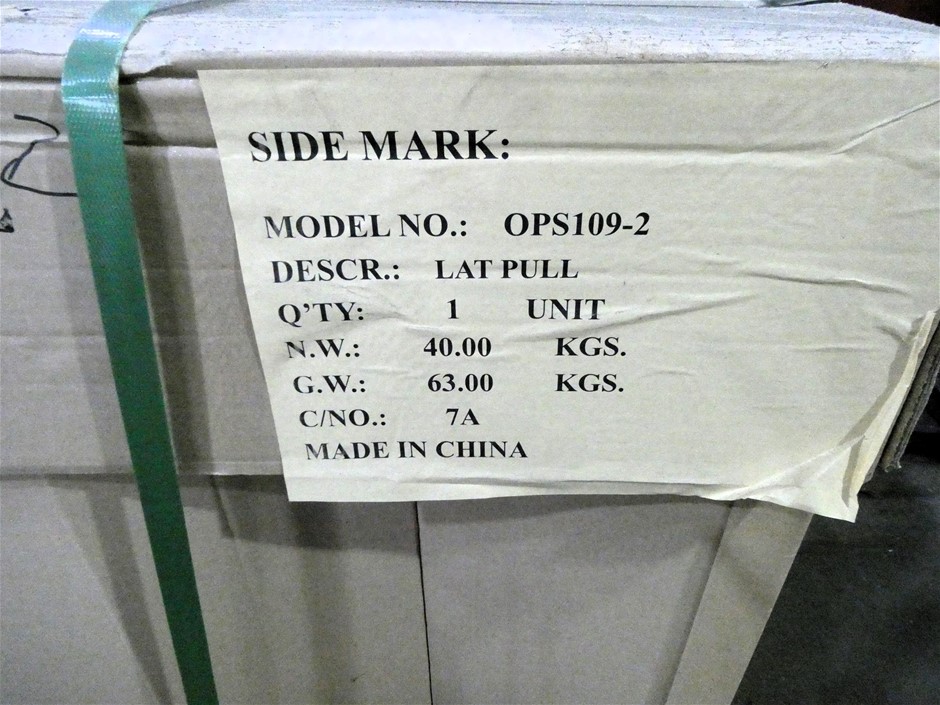 SIDE MARK:
MODEL NO.: OPS109-2
DESCR.: LAT PULL
Q'TY: 1 UNIT
N.W.: 40.00 KGS.
G.W.: 63.00 KGS.
C/NO.: 7A
MADE IN CHINA